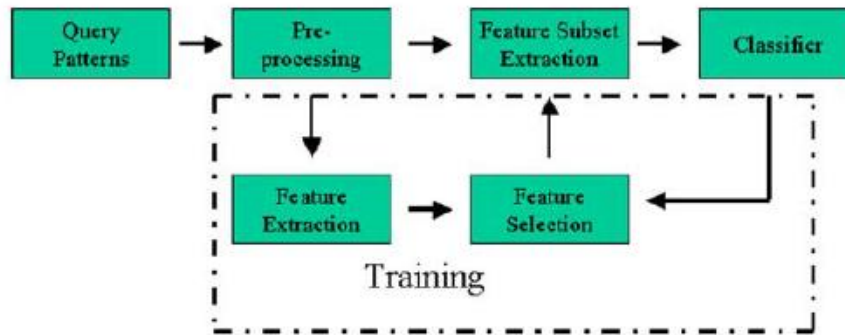 Query
Patterns
Pre-
processing
Feature Subset
Extraction
Classifier
Feature
Extraction
Feature
Selection
Training